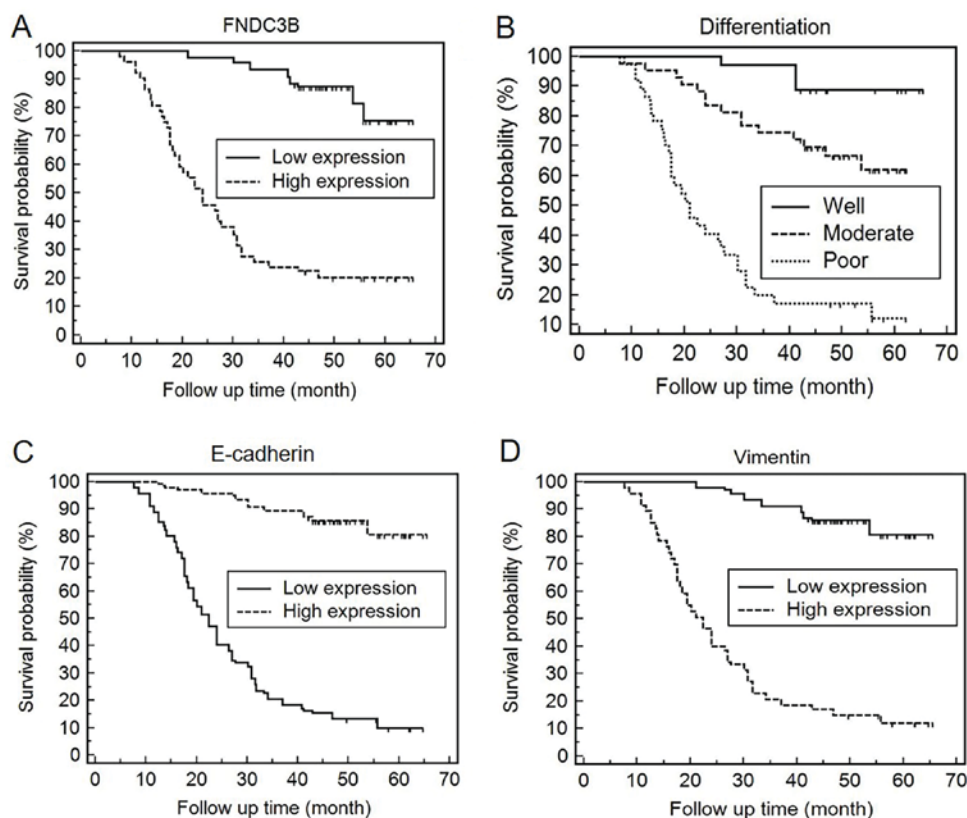 A
FNDC3B
Survival probability (%)
100
90
80
70
60
50
40
30
20
10
0
Low expression
High expression
0 10 20 30 40 50 60 70
Follow up time (month)
B
Differentiation
Survival probability (%)
100
90
80
70
60
50
40
30
20
10
Well
Moderate
Poor
0 10 20 30 40 50 60 70
Follow up time (month)
C
E-cadherin
Survival probability (%)
100
90
80
70
60
50
40
30
20
10
0
Low expression
High expression
0 10 20 30 40 50 60 70
Follow up time (month)
D
Vimentin
Survival probability (%)
100
90
80
70
60
50
40
30
20
10
0
Low expression
High expression
0 10 20 30 40 50 60 70
Follow up time (month)